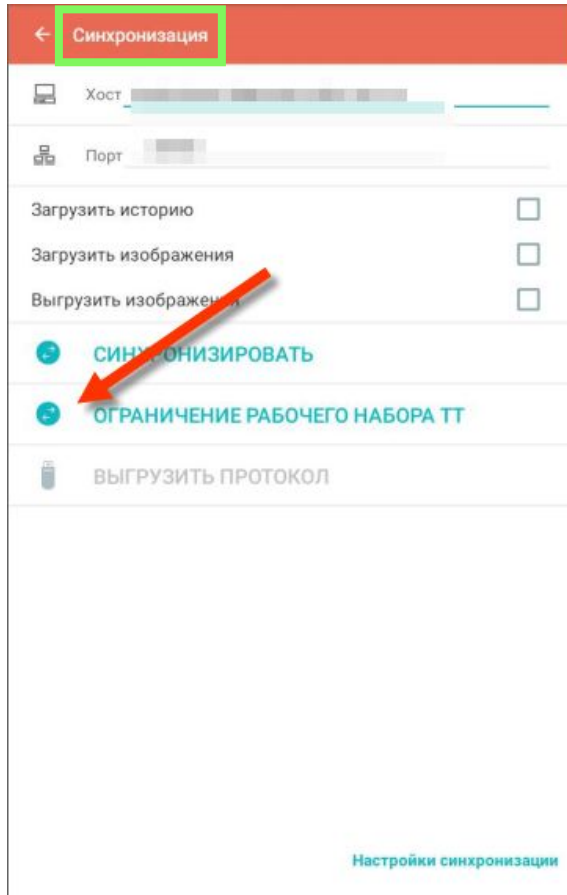 Синхронизация
Хост
Порт
Загрузить историю
Загрузить изображения
Выгрузить изображения
СИНХРОНИЗИРОВАТЬ
ОГРАНИЧЕНИЕ РАБОЧЕГО НАБОРА ТТ
ВЫГРУЗИТЬ ПРОТОКОЛ
Настройки синхронизации